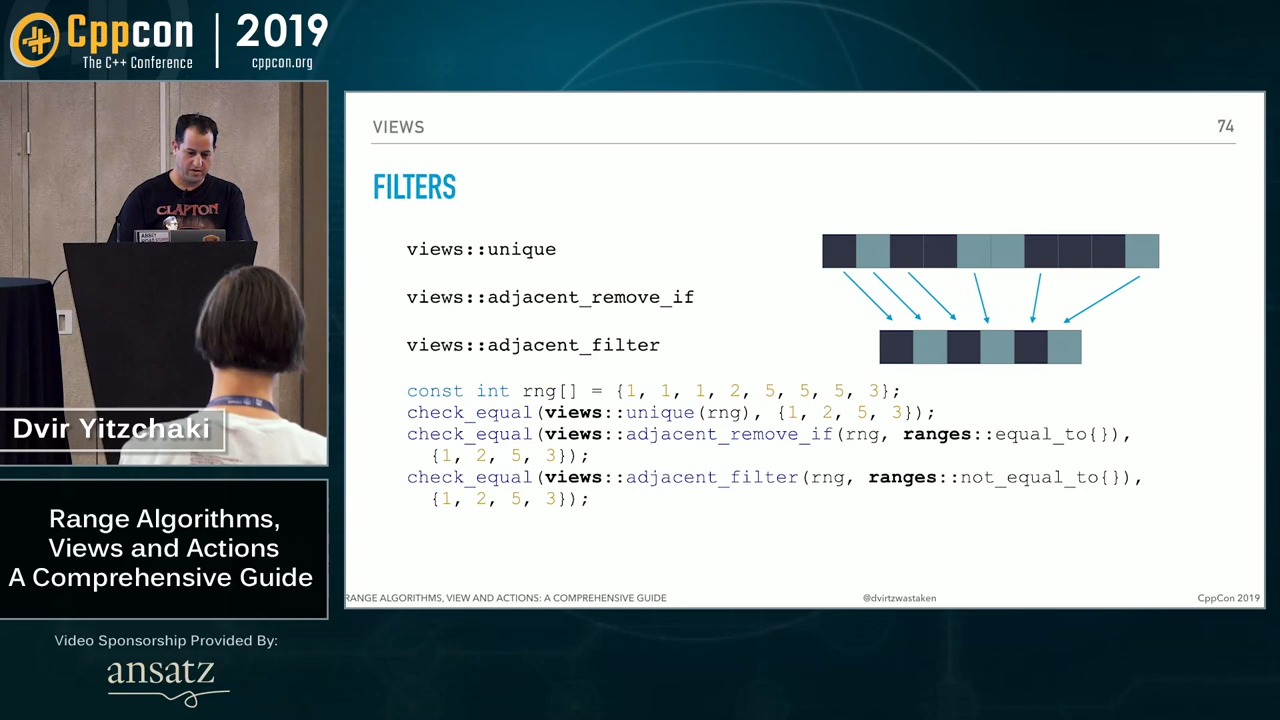 Cppcon | 2019
The C++ Conference
cppcon.org
VIEWS
74
FILTERS
views::unique
views::adjacent_remove_if
views::adjacent_filter
const int rng[] = {1, 1, 1, 2, 5, 5, 5, 3};
check_equal(views::unique(rng), {1, 2, 5, 3});
check_equal(views::adjacent_remove_if(rng, ranges::equal_to{}),
{1, 2, 5, 3});
check_equal(views::adjacent_filter(rng, ranges::not_equal_to{}),
{1, 2, 5, 3});
RANGE ALGORITHMS, VIEW AND ACTIONS: A COMPREHENSIVE GUIDE
@dvirtzwastaken
CppCon 2019
CLAPTON
Dvir Yitzchaki
Range Algorithms,
Views and Actions
A Comprehensive Guide
Video Sponsorship Provided By:
ansatz